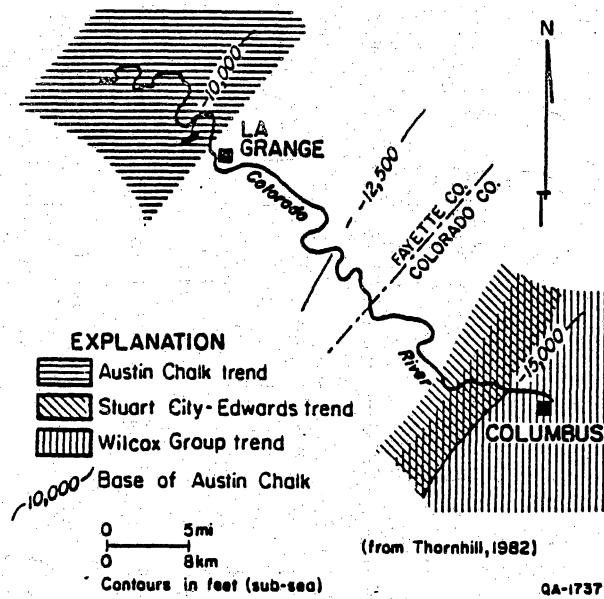 N
-10,000
LA
GRANGE
Colorado
-12,500
FAYETTE CO.
COLORADO CO.
River
-15,000
COLUMBUS
EXPLANATION
Austin Chalk trend
Stuart City-Edwards trend
Wilcox Group trend
-10,000 Base of Austin Chalk
0 5mi
0 8km
Contours in feet (sub-sea)
(from Thornhill, 1982)
QA-1737